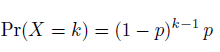 Pr(X = k) = (1 − p)^{k−1} p